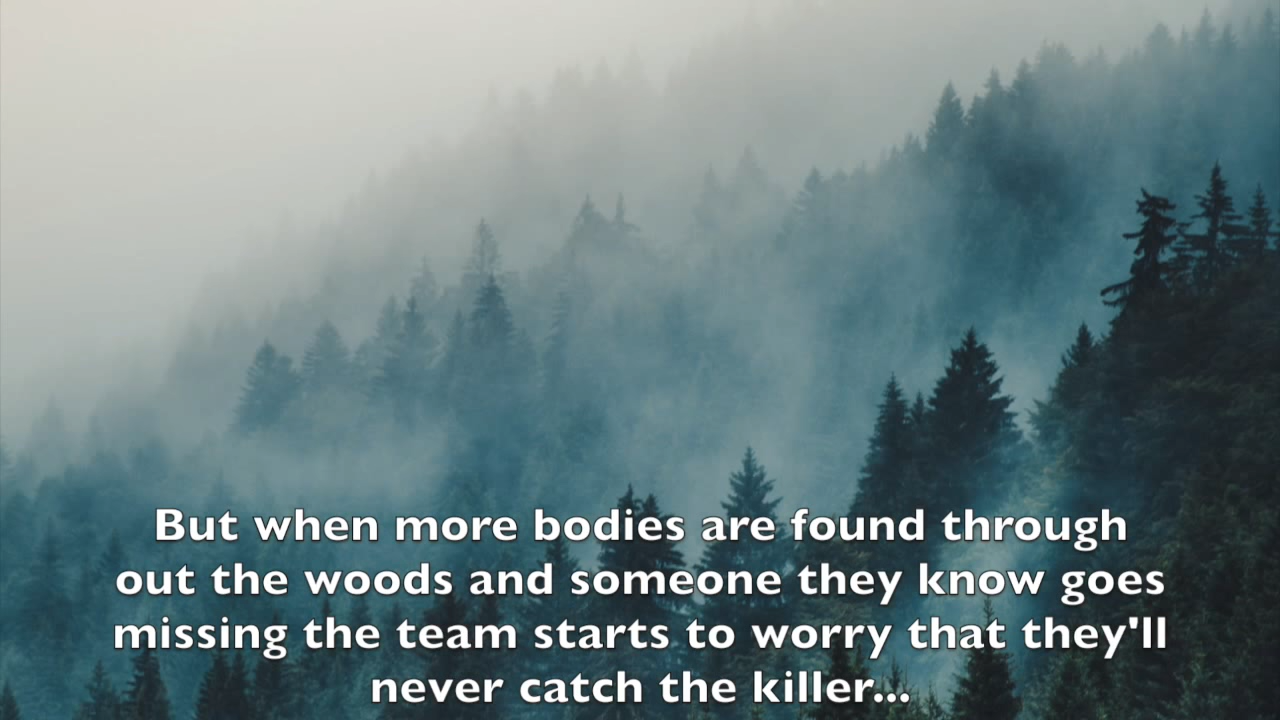 But when more bodies are found through
out the woods and someone they know goes
missing the team starts to worry that they'll
never catch the killer...